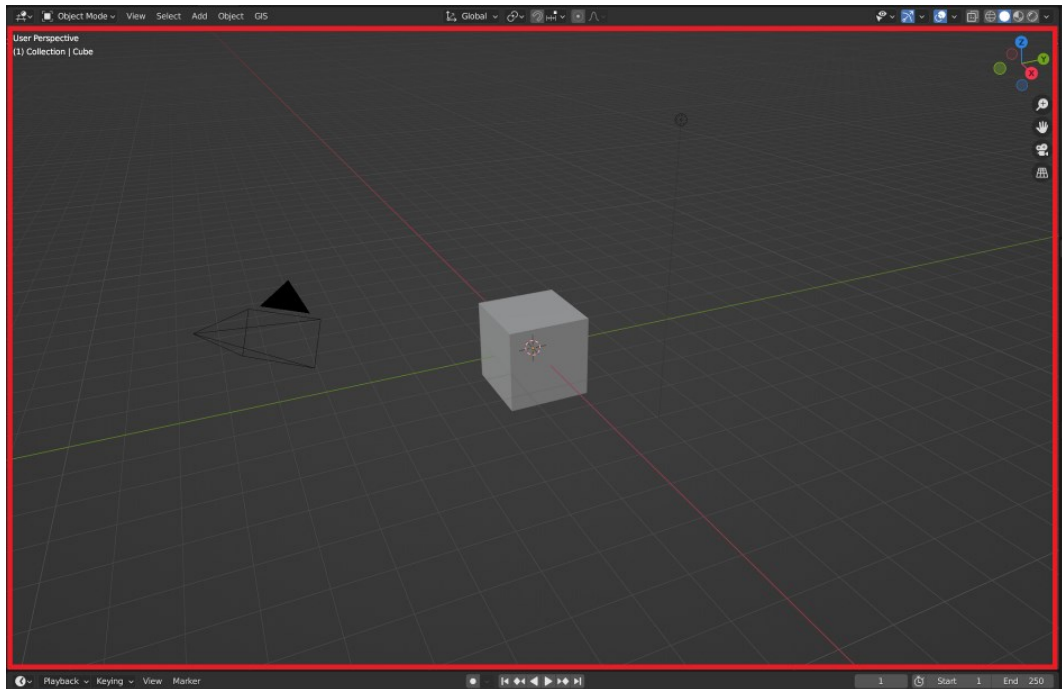 Object Mode View Select Add Object GIS Global
User Perspective
(1) Collection | Cube
Z
Y
X
Playback Keying View Marker 1 Start 1 End 250